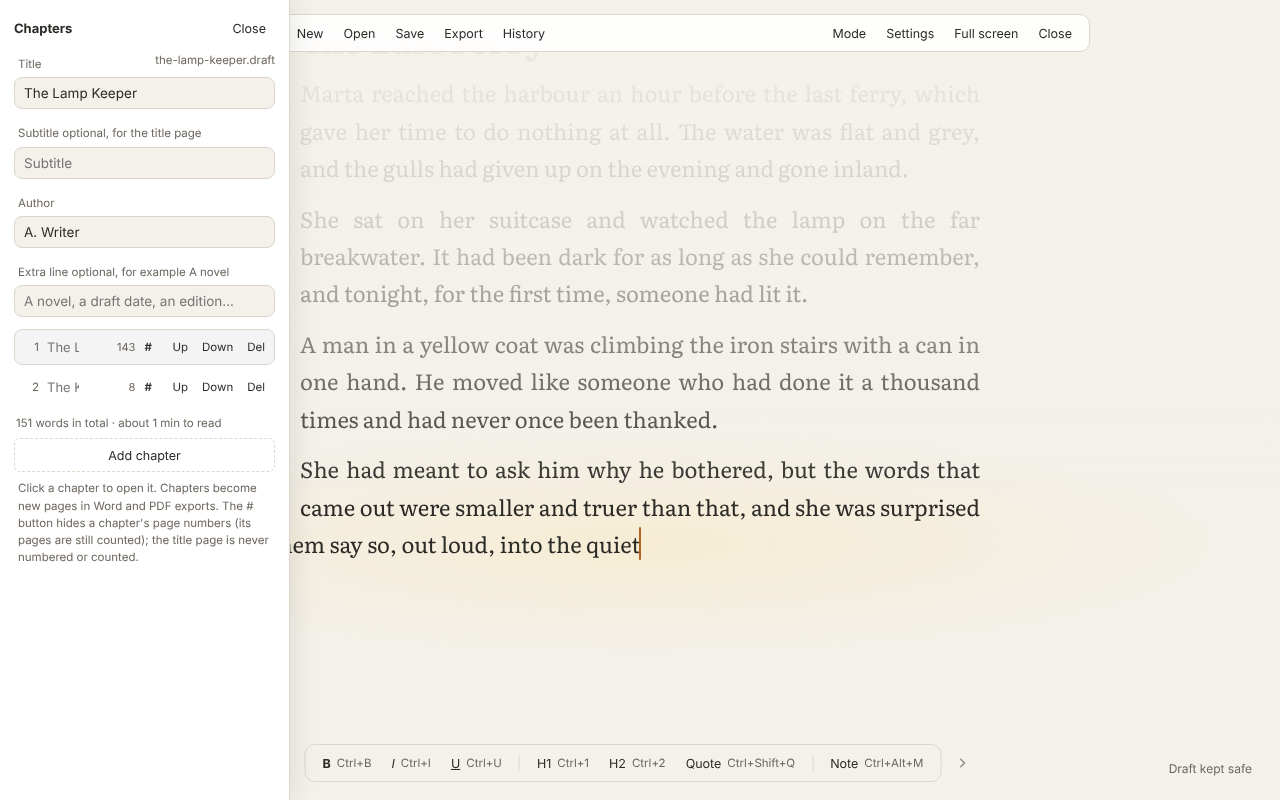 Chapters
Close
the-lamp-keeper.draft
Title
The Lamp Keeper
Subtitle optional, for the title page
Subtitle
Author
A. Writer
Extra line optional, for example A novel
A novel, a draft date, an edition...
1 The L 143 # Up Down Del
2 The 8 # Up Down Del
151 words in total · about 1 min to read
Add chapter
Click a chapter to open it. Chapters become
new pages in Word and PDF exports. The #
button hides a chapter's page numbers (its
pages are still counted); the title page is never
numbered or counted.
New Open Save Export History Mode Settings Full screen Close
Marta reached the harbour an hour before the last ferry, which
gave her time to do nothing at all. The water was flat and grey,
and the gulls had given up on the evening and gone inland.
She sat on her suitcase and watched the lamp on the far
breakwater. It had been dark for as long as she could remember,
and tonight, for the first time, someone had lit it.
A man in a yellow coat was climbing the iron stairs with a can in
one hand. He moved like someone who had done it a thousand
times and had never once been thanked.
She had meant to ask him why he bothered, but the words that
came out were smaller and truer than that, and she was surprised
say so, out loud, into the quiet
B Ctrl+B I Ctrl+I U Ctrl+U H1 Ctrl+1 H2 Ctrl+2 Quote Ctrl+Shift+Q Note Ctrl+Alt+M
Draft kept safe